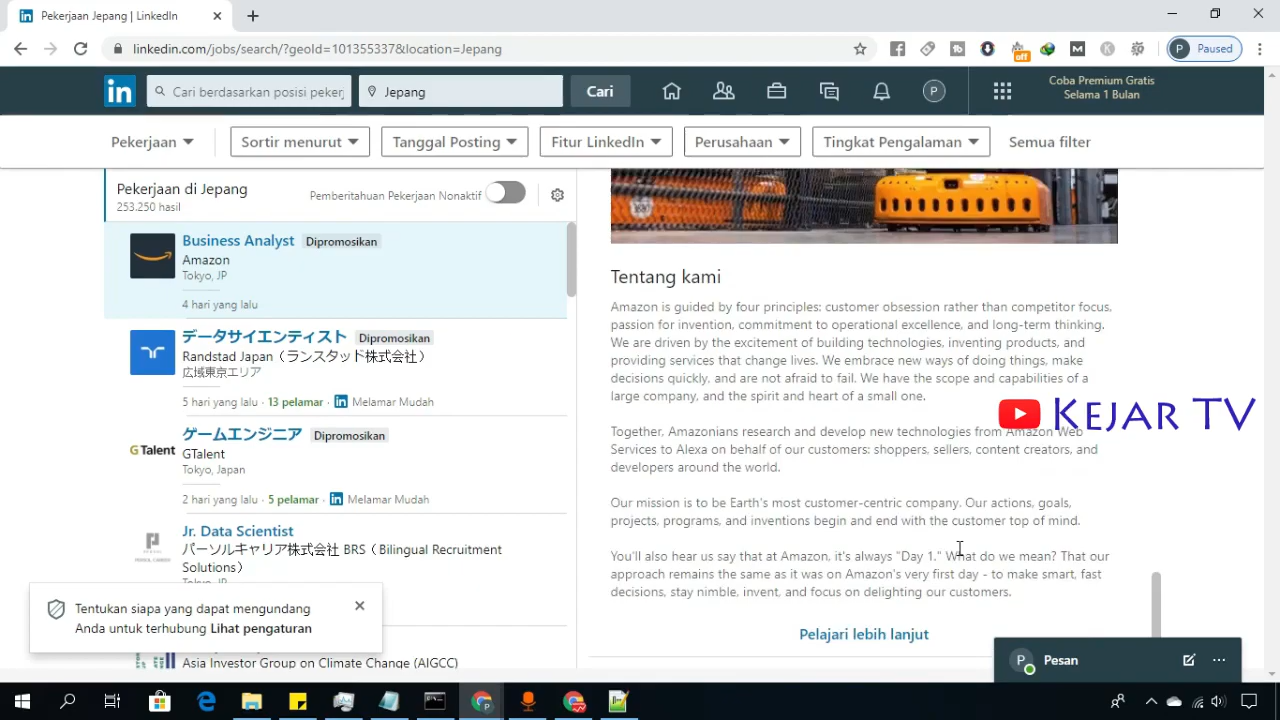 Pekerjaan Jepang | LinkedIn
linkedin.com/jobs/search/?geoId=101355337&location=Jepang
off
P Paused
in
Cari berdasarkan posisi pekerj
Jepang
Cari
P
Coba Premium Gratis
Selama 1 Bulan
Pekerjaan
Sortir menurut
Tanggal Posting
Fitur LinkedIn
Perusahaan
Tingkat Pengalaman
Semua filter
Pekerjaan di Jepang
253.250 hasil
Pemberitahuan Pekerjaan Nonaktif
Business Analyst Dipromosikan
Amazon
Tokyo, JP
4 hari yang lalu
データサイエンティスト Dipromosikan
Randstad Japan（ランスタッド株式会社）
広域東京エリア
5 hari yang lalu · 13 pelamar · in Melamar Mudah
ゲームエンジニア Dipromosikan
GTalent
GTalent
Tokyo, Japan
2 hari yang lalu · 5 pelamar · in Melamar Mudah
Jr. Data Scientist
パーソルキャリア株式会社 BRS（Bilingual Recruitment
Solutions）
Tokyo, JP
Tentukan siapa yang dapat mengundang
Anda untuk terhubung Lihat pengaturan
Asia Investor Group on Climate Change (AIGCC)
Tentang kami
Amazon is guided by four principles: customer obsession rather than competitor focus,
passion for invention, commitment to operational excellence, and long-term thinking.
We are driven by the excitement of building technologies, inventing products, and
providing services that change lives. We embrace new ways of doing things, make
decisions quickly, and are not afraid to fail. We have the scope and capabilities of a
large company, and the spirit and heart of a small one.
Together, Amazonians research and develop new technologies from Amazon Web
Services to Alexa on behalf of our customers: shoppers, sellers, content creators, and
developers around the world.
Our mission is to be Earth's most customer-centric company. Our actions, goals,
projects, programs, and inventions begin and end with the customer top of mind.
You'll also hear us say that at Amazon, it's always "Day 1." What do we mean? That our
approach remains the same as it was on Amazon's very first day - to make smart, fast
decisions, stay nimble, invent, and focus on delighting our customers.
Pelajari lebih lanjut
KEJAR TV
P Pesan